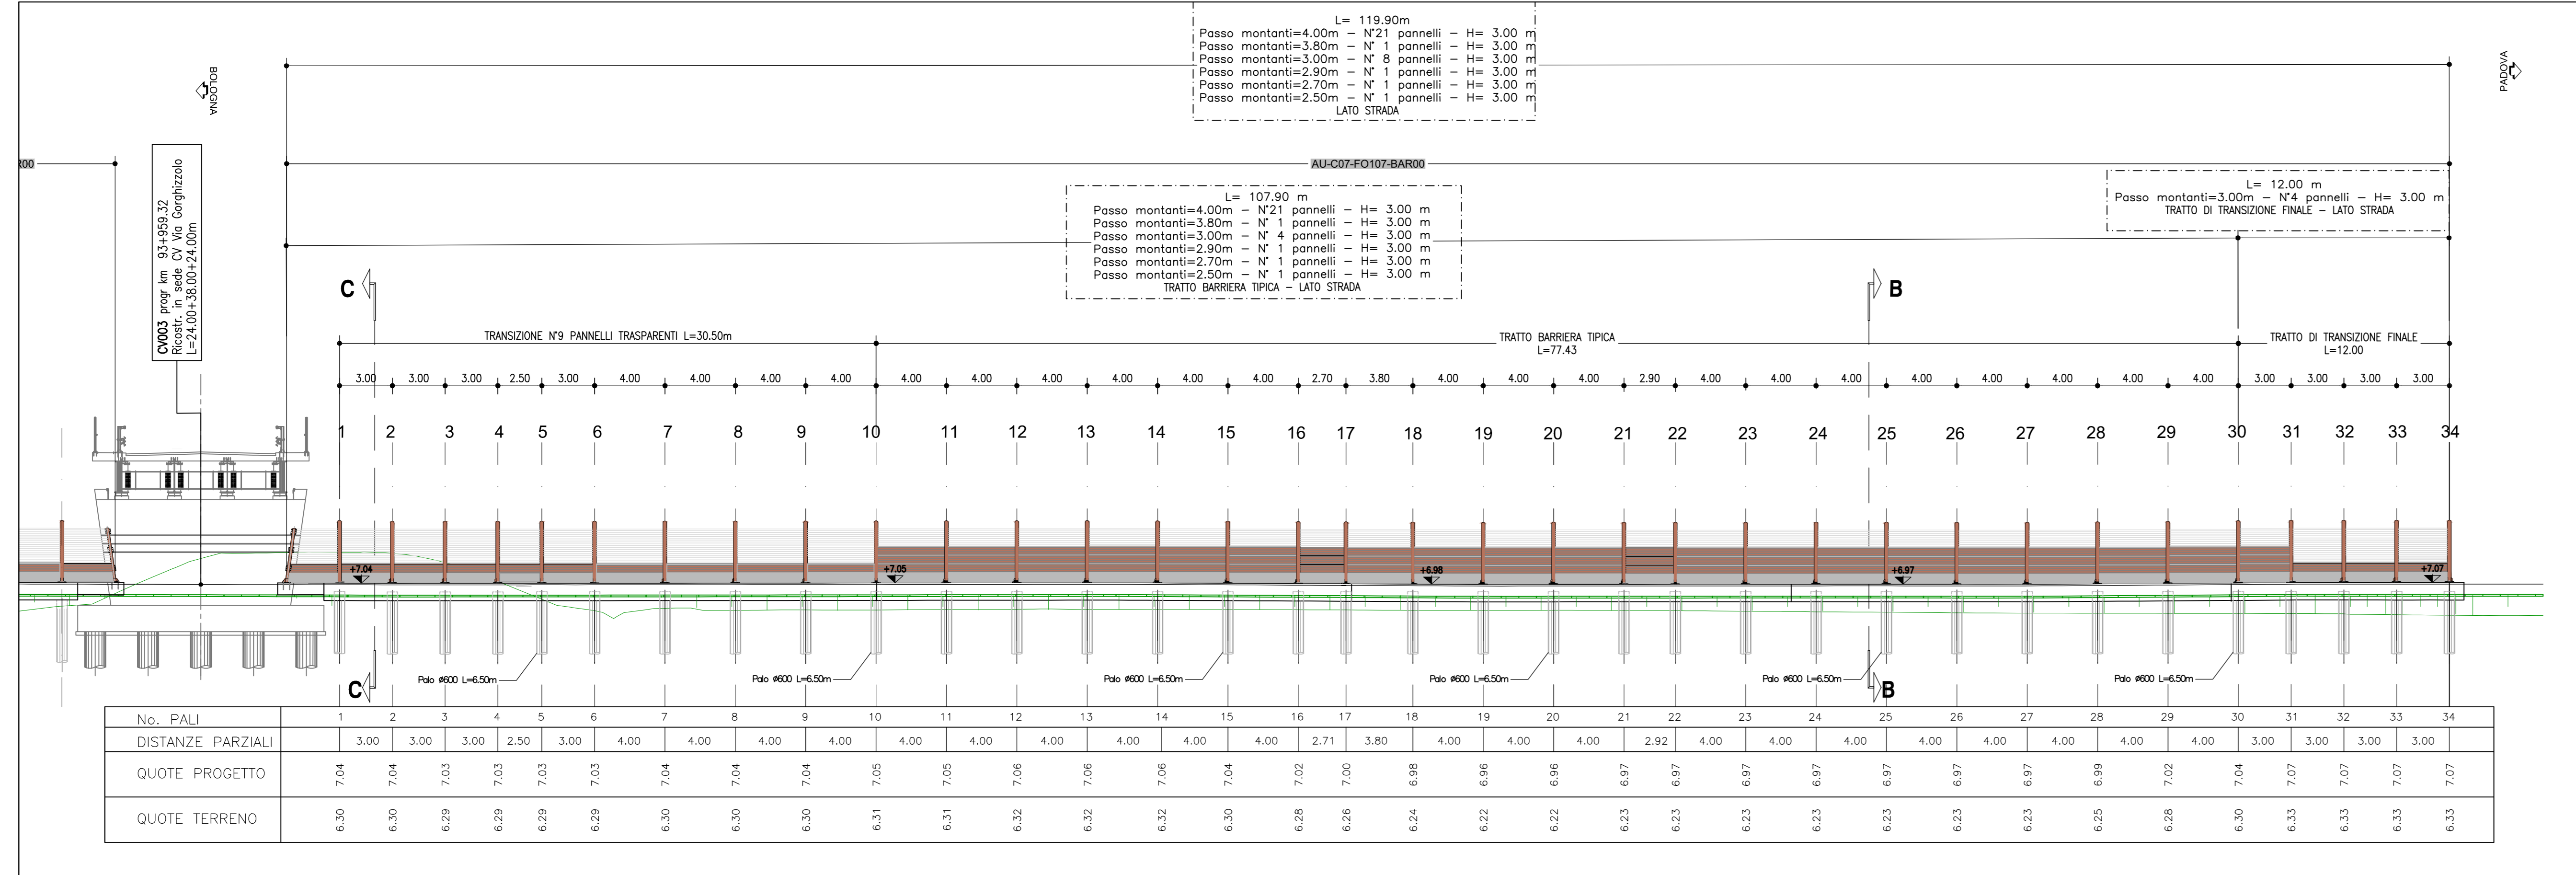 L= 119.90m
Passo montanti=4.00m – N°21 pannelli – H= 3.00 m
Passo montanti=3.80m – N° 1 pannelli – H= 3.00 m
Passo montanti=3.00m – N° 8 pannelli – H= 3.00 m
Passo montanti=2.90m – N° 1 pannelli – H= 3.00 m
Passo montanti=2.70m – N° 1 pannelli – H= 3.00 m
Passo montanti=2.50m – N° 1 pannelli – H= 3.00 m
LATO STRADA
BOLOGNA
PADOVA
R00
AU-C07-FO107-BAR00
CV003 progr km 93+959.32
Ricostr. in sede CV Via Gorghizzolo
L=24.00+38.00+24.00m
L= 107.90 m
Passo montanti=4.00m – N°21 pannelli – H= 3.00 m
Passo montanti=3.80m – N° 1 pannelli – H= 3.00 m
Passo montanti=3.00m – N° 4 pannelli – H= 3.00 m
Passo montanti=2.90m – N° 1 pannelli – H= 3.00 m
Passo montanti=2.70m – N° 1 pannelli – H= 3.00 m
Passo montanti=2.50m – N° 1 pannelli – H= 3.00 m
TRATTO BARRIERA TIPICA – LATO STRADA
L= 12.00 m
Passo montanti=3.00m – N°4 pannelli – H= 3.00 m
TRATTO DI TRANSIZIONE FINALE – LATO STRADA
C B
TRANSIZIONE N°9 PANNELLI TRASPARENTI L=30.50m
TRATTO BARRIERA TIPICA
L=77.43
TRATTO DI TRANSIZIONE FINALE
L=12.00
3.00 3.00 3.00 2.50 3.00 4.00 4.00 4.00 4.00 4.00 4.00 4.00 4.00 4.00 4.00 2.70 3.80 4.00 4.00 4.00 2.90 4.00 4.00 4.00 4.00 4.00 4.00 4.00 4.00 3.00 3.00 3.00 3.00
1 2 3 4 5 6 7 8 9 10 11 12 13 14 15 16 17 18 19 20 21 22 23 24 25 26 27 28 29 30 31 32 33 34
+7.04 +7.05 +6.98 +6.97 +7.07
Palo Ø600 L=6.50m Palo Ø600 L=6.50m Palo Ø600 L=6.50m Palo Ø600 L=6.50m Palo Ø600 L=6.50m Palo Ø600 L=6.50m
C B
No. PALI 1 2 3 4 5 6 7 8 9 10 11 12 13 14 15 16 17 18 19 20 21 22 23 24 25 26 27 28 29 30 31 32 33 34
DISTANZE PARZIALI 3.00 3.00 3.00 2.50 3.00 4.00 4.00 4.00 4.00 4.00 4.00 4.00 4.00 4.00 4.00 2.71 3.80 4.00 4.00 4.00 2.92 4.00 4.00 4.00 4.00 4.00 4.00 4.00 4.00 3.00 3.00 3.00 3.00
QUOTE PROGETTO 7.04 7.04 7.03 7.03 7.03 7.03 7.04 7.04 7.04 7.05 7.05 7.06 7.06 7.06 7.04 7.02 7.00 6.98 6.96 6.96 6.97 6.97 6.97 6.97 6.97 6.97 6.97 6.99 7.02 7.04 7.07 7.07 7.07 7.07
QUOTE TERRENO 6.30 6.30 6.29 6.29 6.29 6.29 6.30 6.30 6.30 6.31 6.31 6.32 6.32 6.32 6.30 6.28 6.26 6.24 6.22 6.22 6.23 6.23 6.23 6.23 6.23 6.23 6.23 6.25 6.28 6.30 6.33 6.33 6.33 6.33